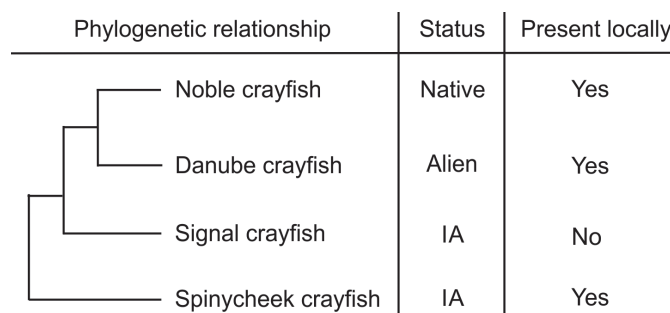 Phylogenetic relationship Status Present locally
Noble crayfish Native Yes
Danube crayfish Alien Yes
Signal crayfish IA No
Spinycheek crayfish IA Yes